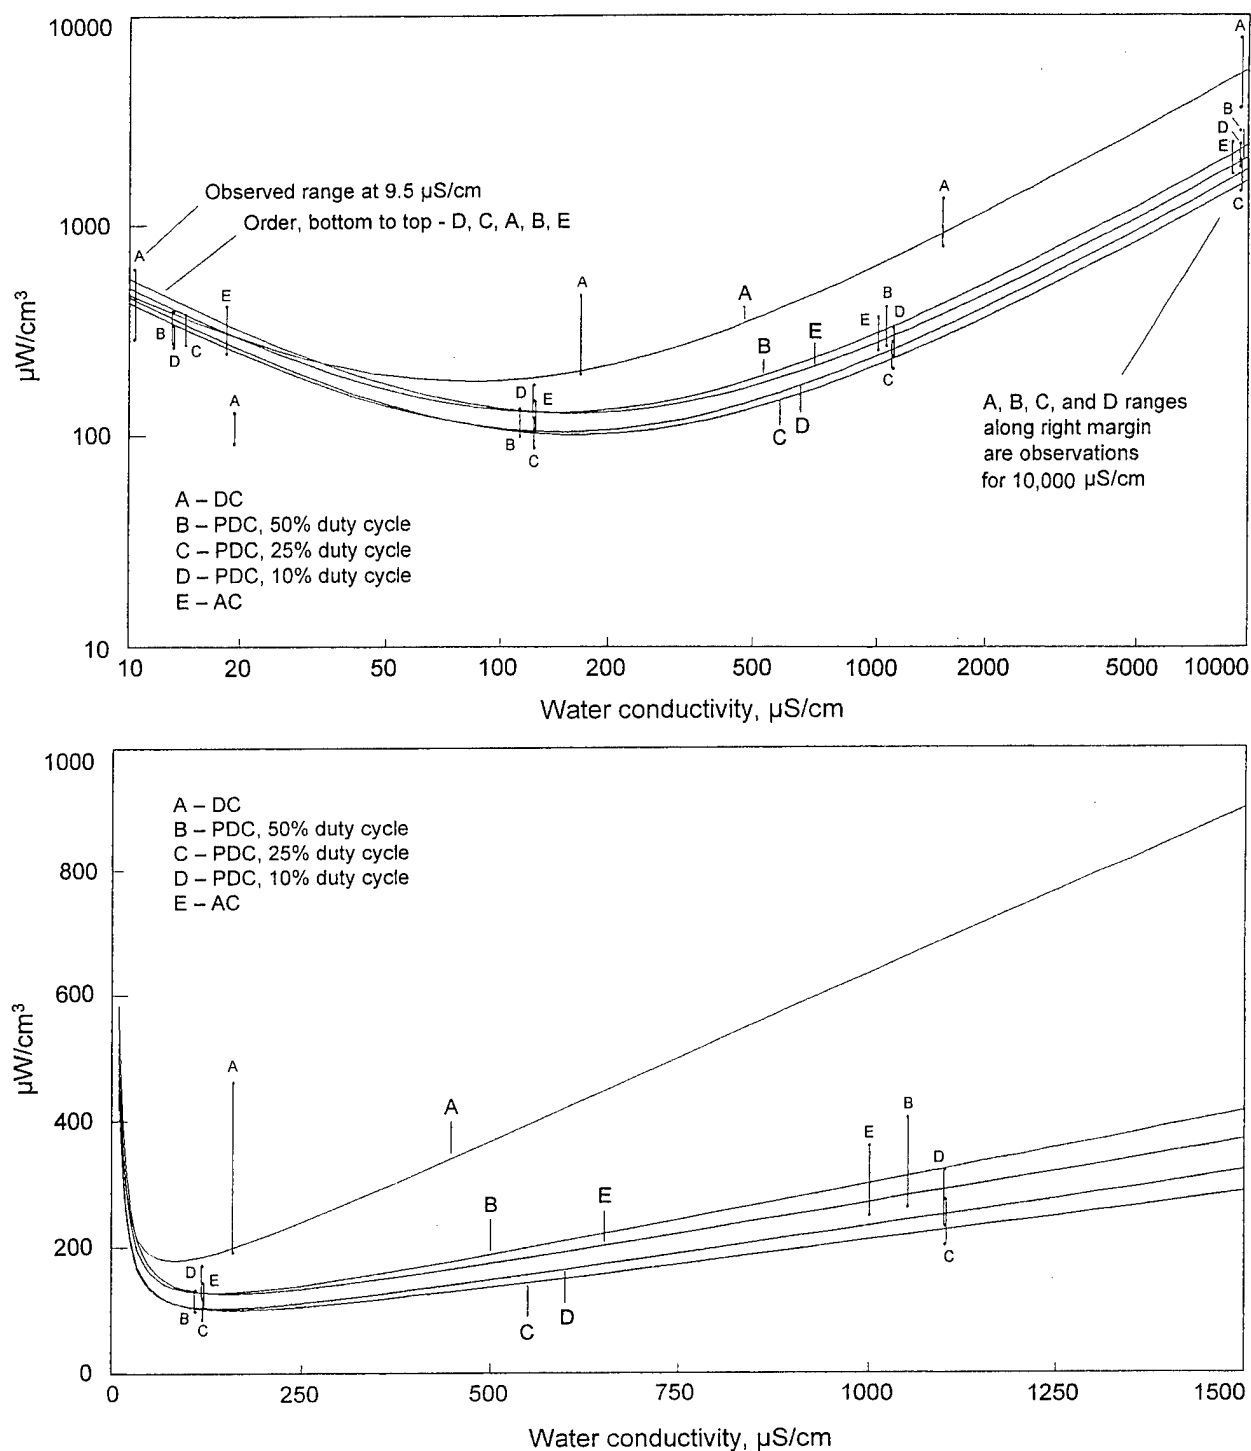 10000
A
B
D
E
Observed range at 9.5 µS/cm
A
Order, bottom to top - D, C, A, B, E
C
1000
A
E
A
A
B
D
E
µW/cm³
B
C
D
B
E
C
D
E
A
A, B, C, and D ranges
along right margin
are observations
for 10,000 µS/cm
C
D
100
B
C
A – DC
B – PDC, 50% duty cycle
C – PDC, 25% duty cycle
D – PDC, 10% duty cycle
E – AC
10
10 20 50 100 200 500 1000 2000 5000 10000
Water conductivity, µS/cm
1000
A – DC
B – PDC, 50% duty cycle
C – PDC, 25% duty cycle
D – PDC, 10% duty cycle
E – AC
800
600
µW/cm³
A
A
B
400
E
D
B
E
200
D
E
C
B
C
C
D
0
0 250 500 750 1000 1250 1500
Water conductivity, µS/cm